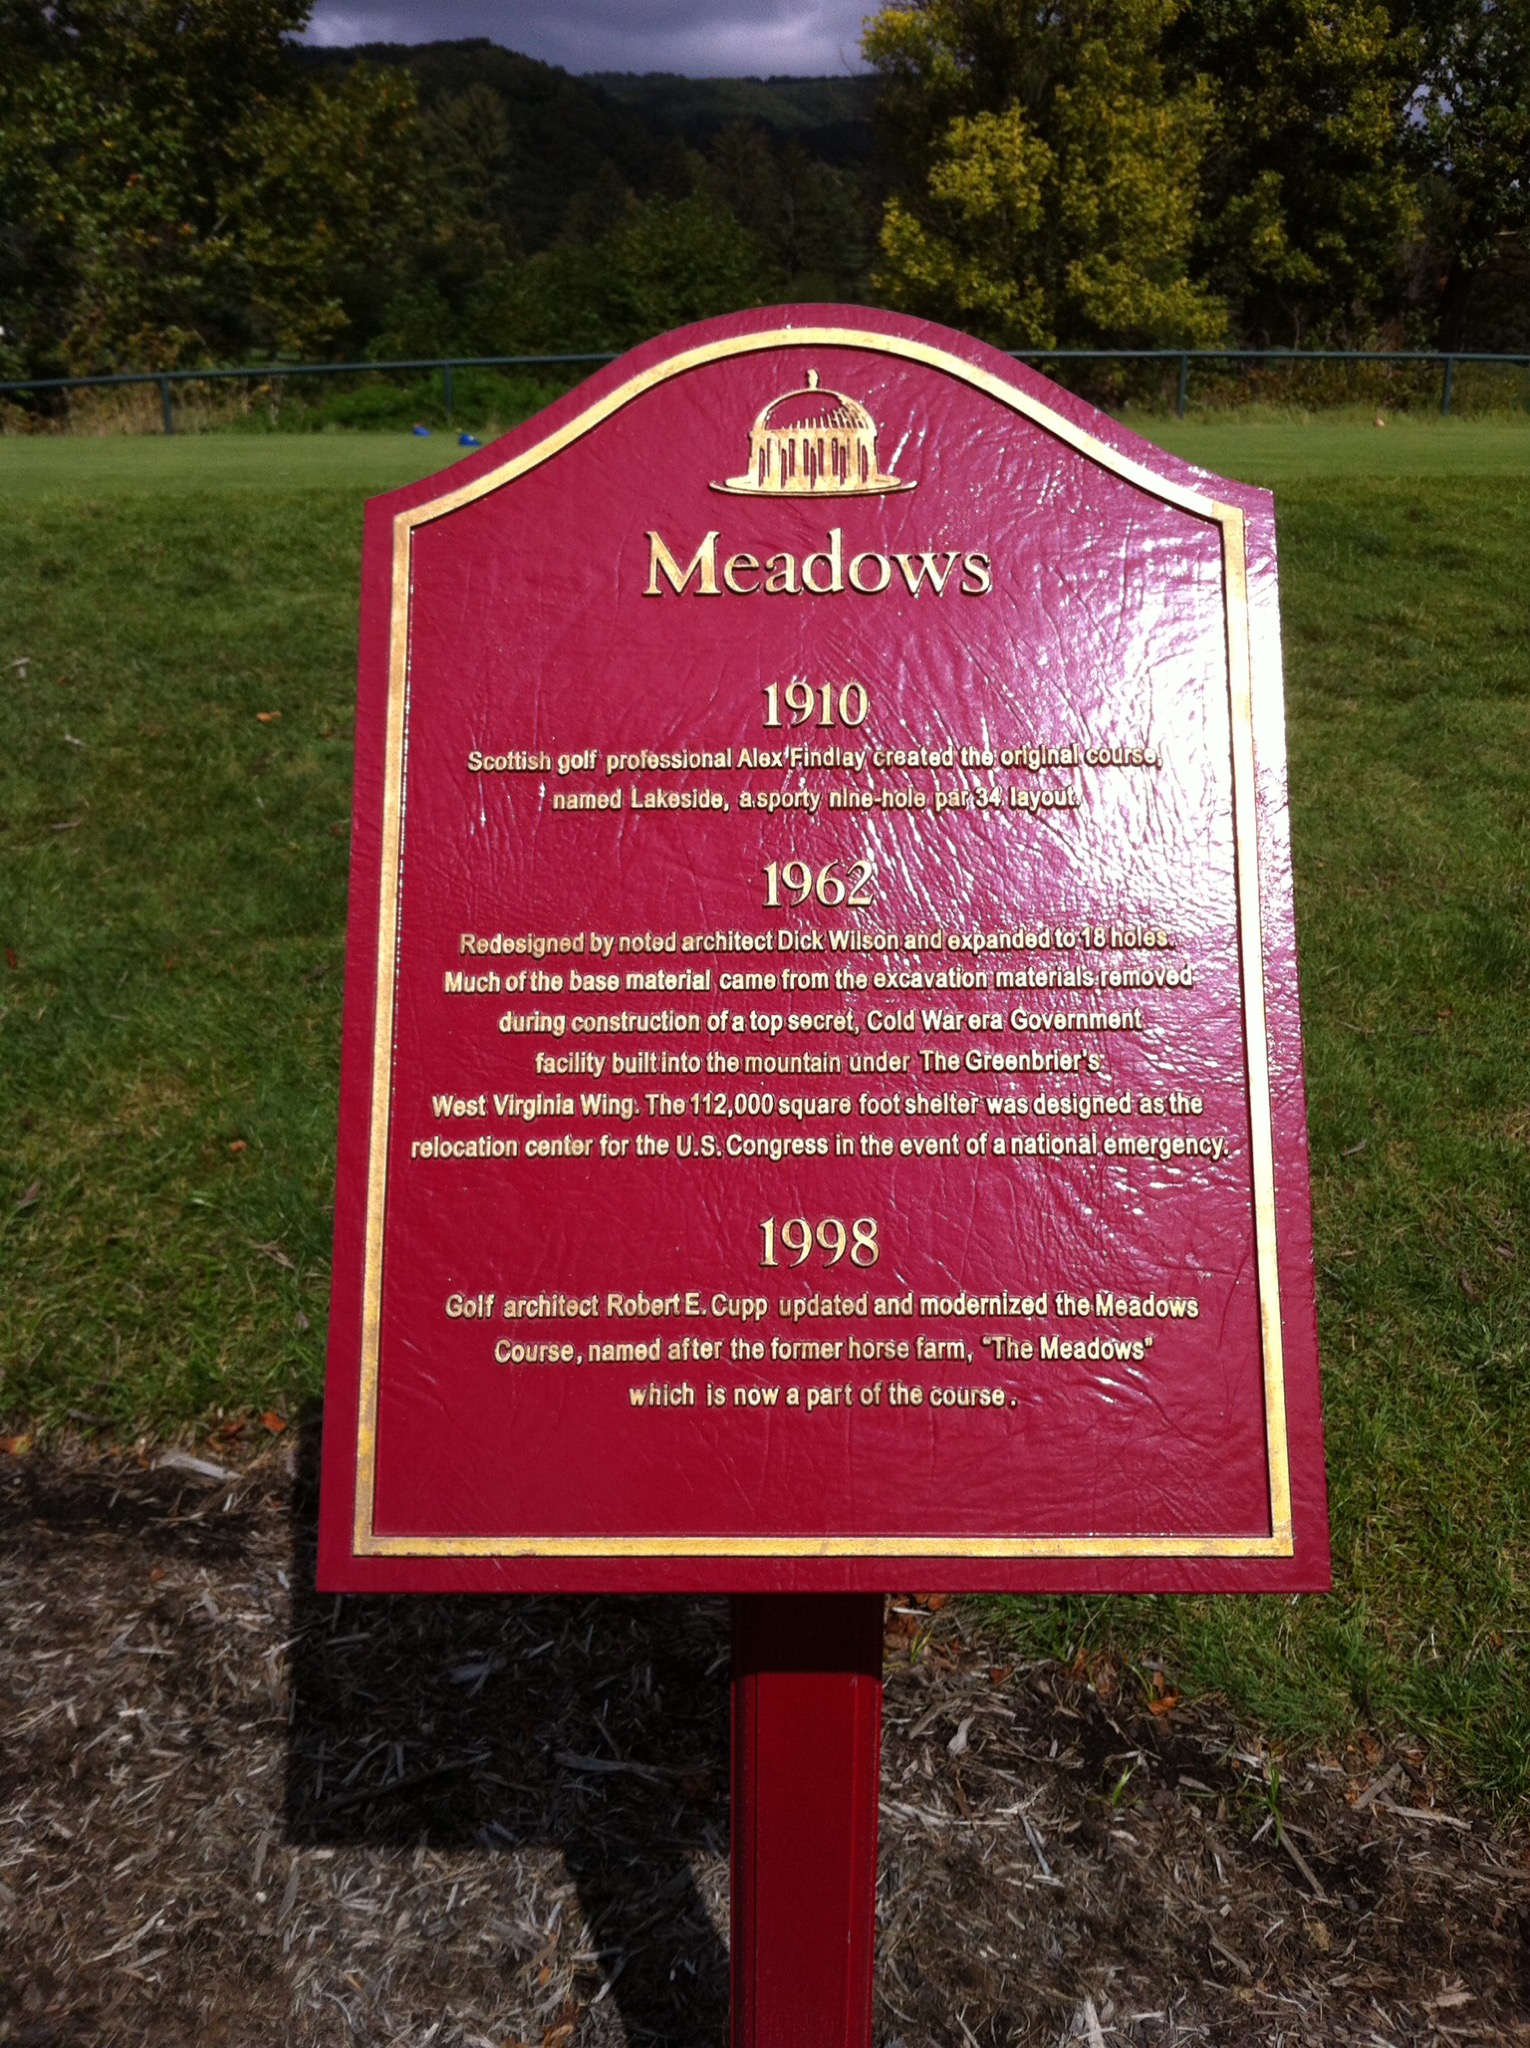 Meadows
1910
Scottish golf professional Alex Findlay created the original course,
named Lakeside, a sporty nine-hole par 34 layout.
1962
Redesigned by noted architect Dick Wilson and expanded to 18 holes.
Much of the base material came from the excavation materials removed
during construction of a top secret, Cold War era Government
facility built into the mountain under The Greenbrier's
West Virginia Wing. The 112,000 square foot shelter was designed as the
relocation center for the U.S. Congress in the event of a national emergency.
1998
Golf architect Robert E. Cupp updated and modernized the Meadows
Course, named after the former horse farm, "The Meadows"
which is now a part of the course.